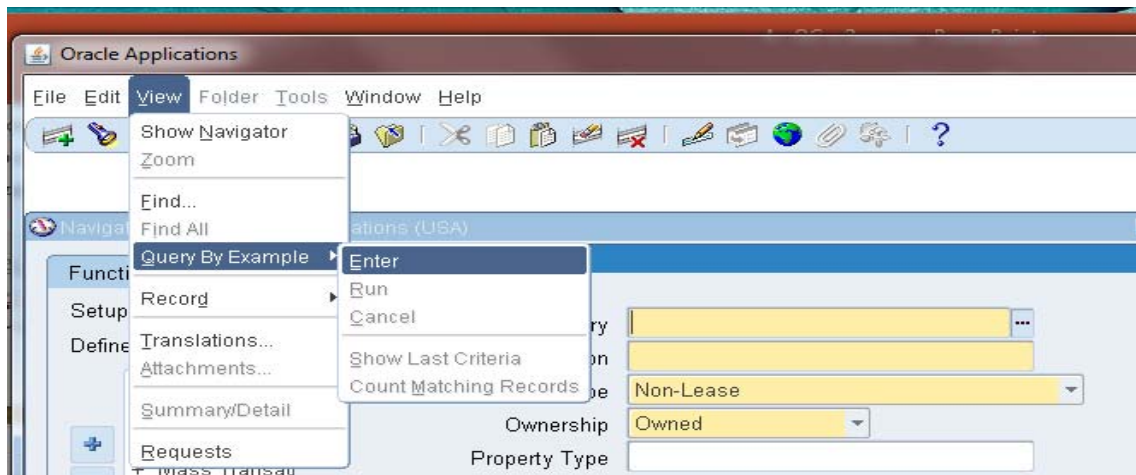 Oracle Applications
File Edit View Folder Tools Window Help
Show Navigator
Zoom
Find...
Find All
Query By Example
Record
Translations...
Attachments...
Summary/Detail
Requests
Enter
Run
Cancel
Show Last Criteria
Count Matching Records
Navigat ations (USA)
Functi
Setup
Define
ry
on
pe Non-Lease
Ownership Owned
Property Type